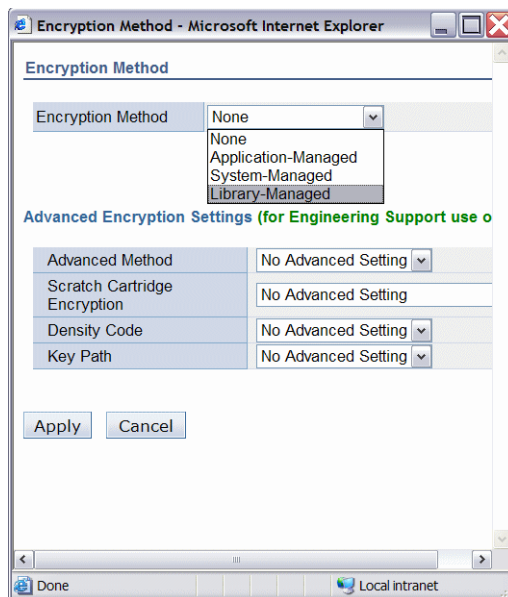 Encryption Method - Microsoft Internet Explorer
Encryption Method
Encryption Method None
None
Application-Managed
System-Managed
Library-Managed
Advanced Encryption Settings (for Engineering Support use o
Advanced Method No Advanced Setting
Scratch Cartridge
Encryption No Advanced Setting
Density Code No Advanced Setting
Key Path No Advanced Setting
Apply Cancel
Done Local intranet